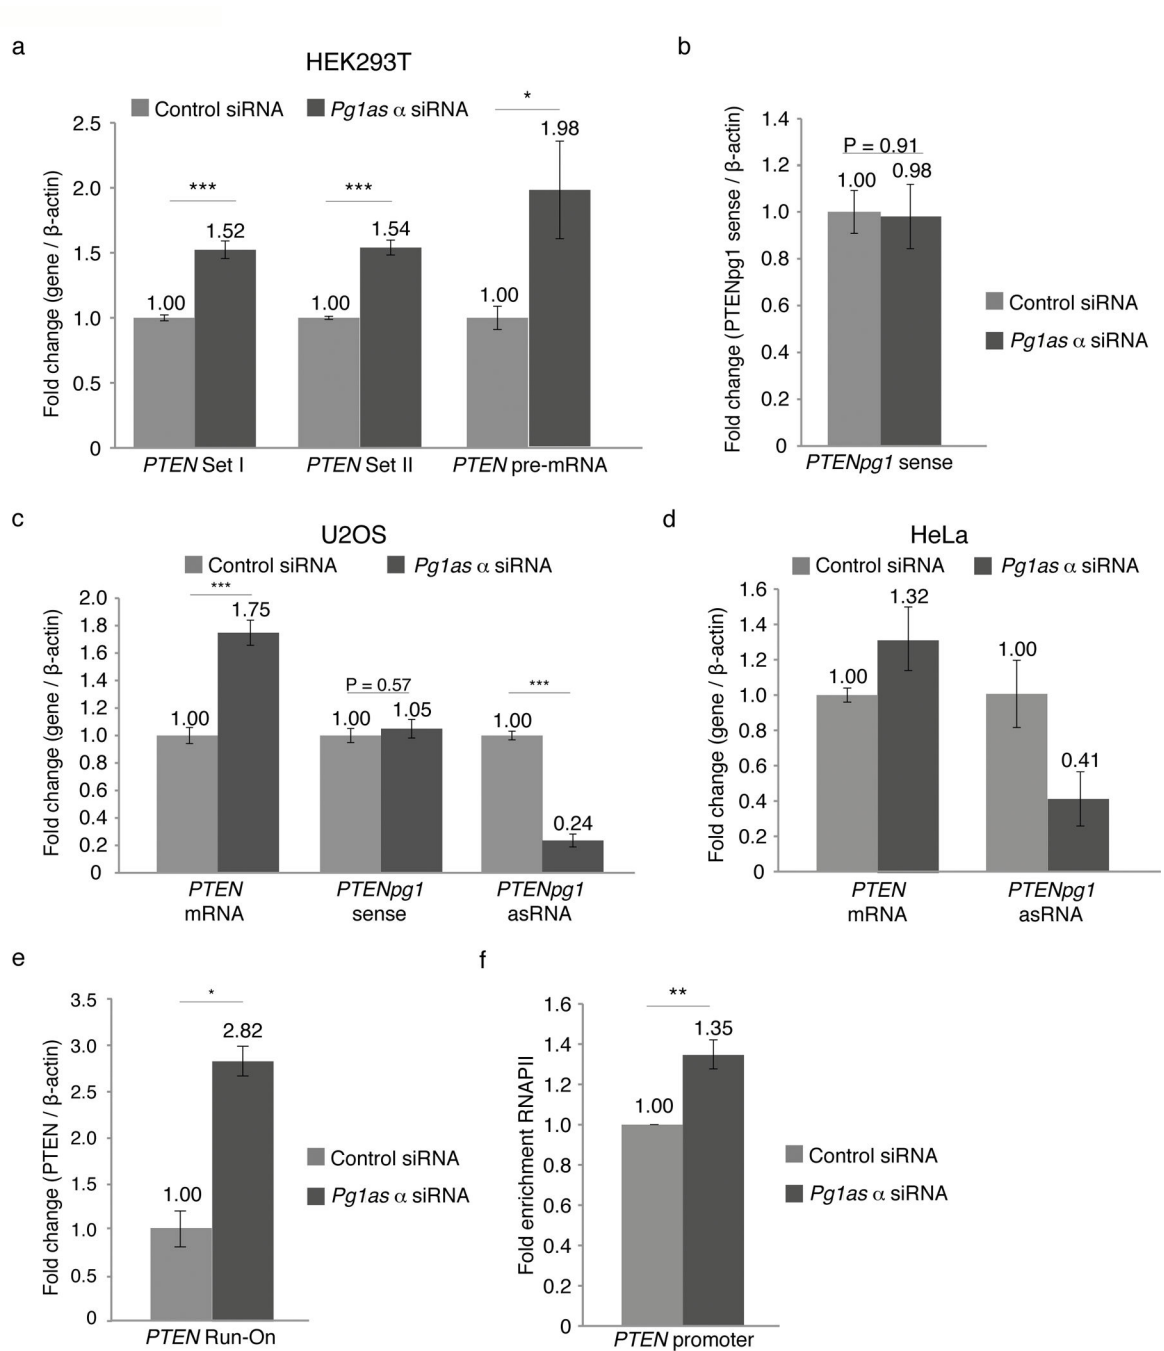 a
HEK293T
Control siRNA
Pg1as α siRNA
Fold change (gene / β-actin)
2.5
2.0
1.5
1.0
0.5
0
***
***
*
1.00
1.52
1.00
1.54
1.00
1.98
PTEN Set I
PTEN Set II
PTEN pre-mRNA
b
Fold change (PTENpg1 sense / β-actin)
1.4
1.2
1.0
0.8
0.6
0.4
0.2
0
P = 0.91
1.00
0.98
PTENpg1 sense
Control siRNA
Pg1as α siRNA
c
U2OS
Control siRNA
Pg1as α siRNA
Fold change (gene / β-actin)
2.0
1.8
1.6
1.4
1.2
1.0
0.8
0.6
0.4
0.2
0
***
P = 0.57
***
1.00
1.75
1.00
1.05
1.00
0.24
PTEN
mRNA
PTENpg1
sense
PTENpg1
asRNA
d
HeLa
Control siRNA
Pg1as α siRNA
Fold change (gene / β-actin)
1.6
1.4
1.2
1.0
0.8
0.6
0.4
0.2
0
1.00
1.32
1.00
0.41
PTEN
mRNA
PTENpg1
asRNA
e
Fold change (PTEN / β-actin)
3.5
3.0
2.5
2.0
1.5
1.0
0.5
0
*
1.00
2.82
PTEN Run-On
Control siRNA
Pg1as α siRNA
f
Fold enrichment RNAPII
1.6
1.4
1.2
1.0
0.8
0.6
0.4
0.2
0
**
1.00
1.35
PTEN promoter
Control siRNA
Pg1as α siRNA